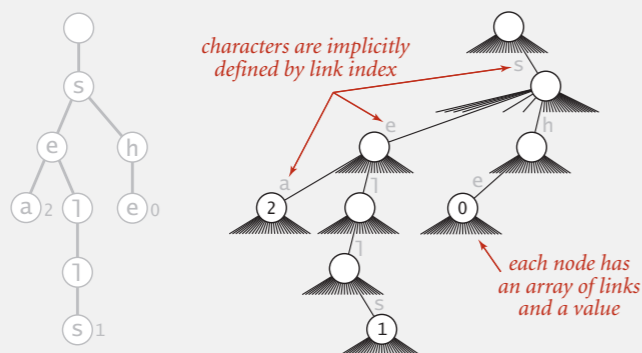 characters are implicitly
defined by link index
s
s
e
h
e
h
a
2
l
e
0
a
l
e
2
0
l
l
s
1
s
1
each node has
an array of links
and a value